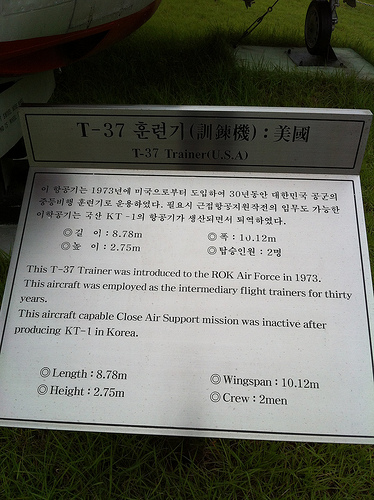 T-37 훈련기(訓鍊機) : 美國
T-37 Trainer(U.S.A)
이 항공기는 1973년에 미국으로부터 도입하여 30년동안 대한민국 공군의
중등비행 훈련기로 운용하였다. 필요시 근접항공지원작전의 임무도 가능한
이학공기는 국산 KT -1의 항공기가 생산되면서 퇴역하였다.
◎ 길 이 : 8.78m ◎ 폭 : 10.12m
◎ 높 이 : 2.75m ◎ 탑승인원 : 2명
This T-37 Trainer was introduced to the ROK Air Force in 1973.
This aircraft was employed as the intermediary flight trainers for thirty
years.
This aircraft capable Close Air Support mission was inactive after
producing KT-1 in Korea.
◎ Length : 8.78m ◎ Wingspan : 10.12m
◎ Height : 2.75m ◎ Crew : 2men